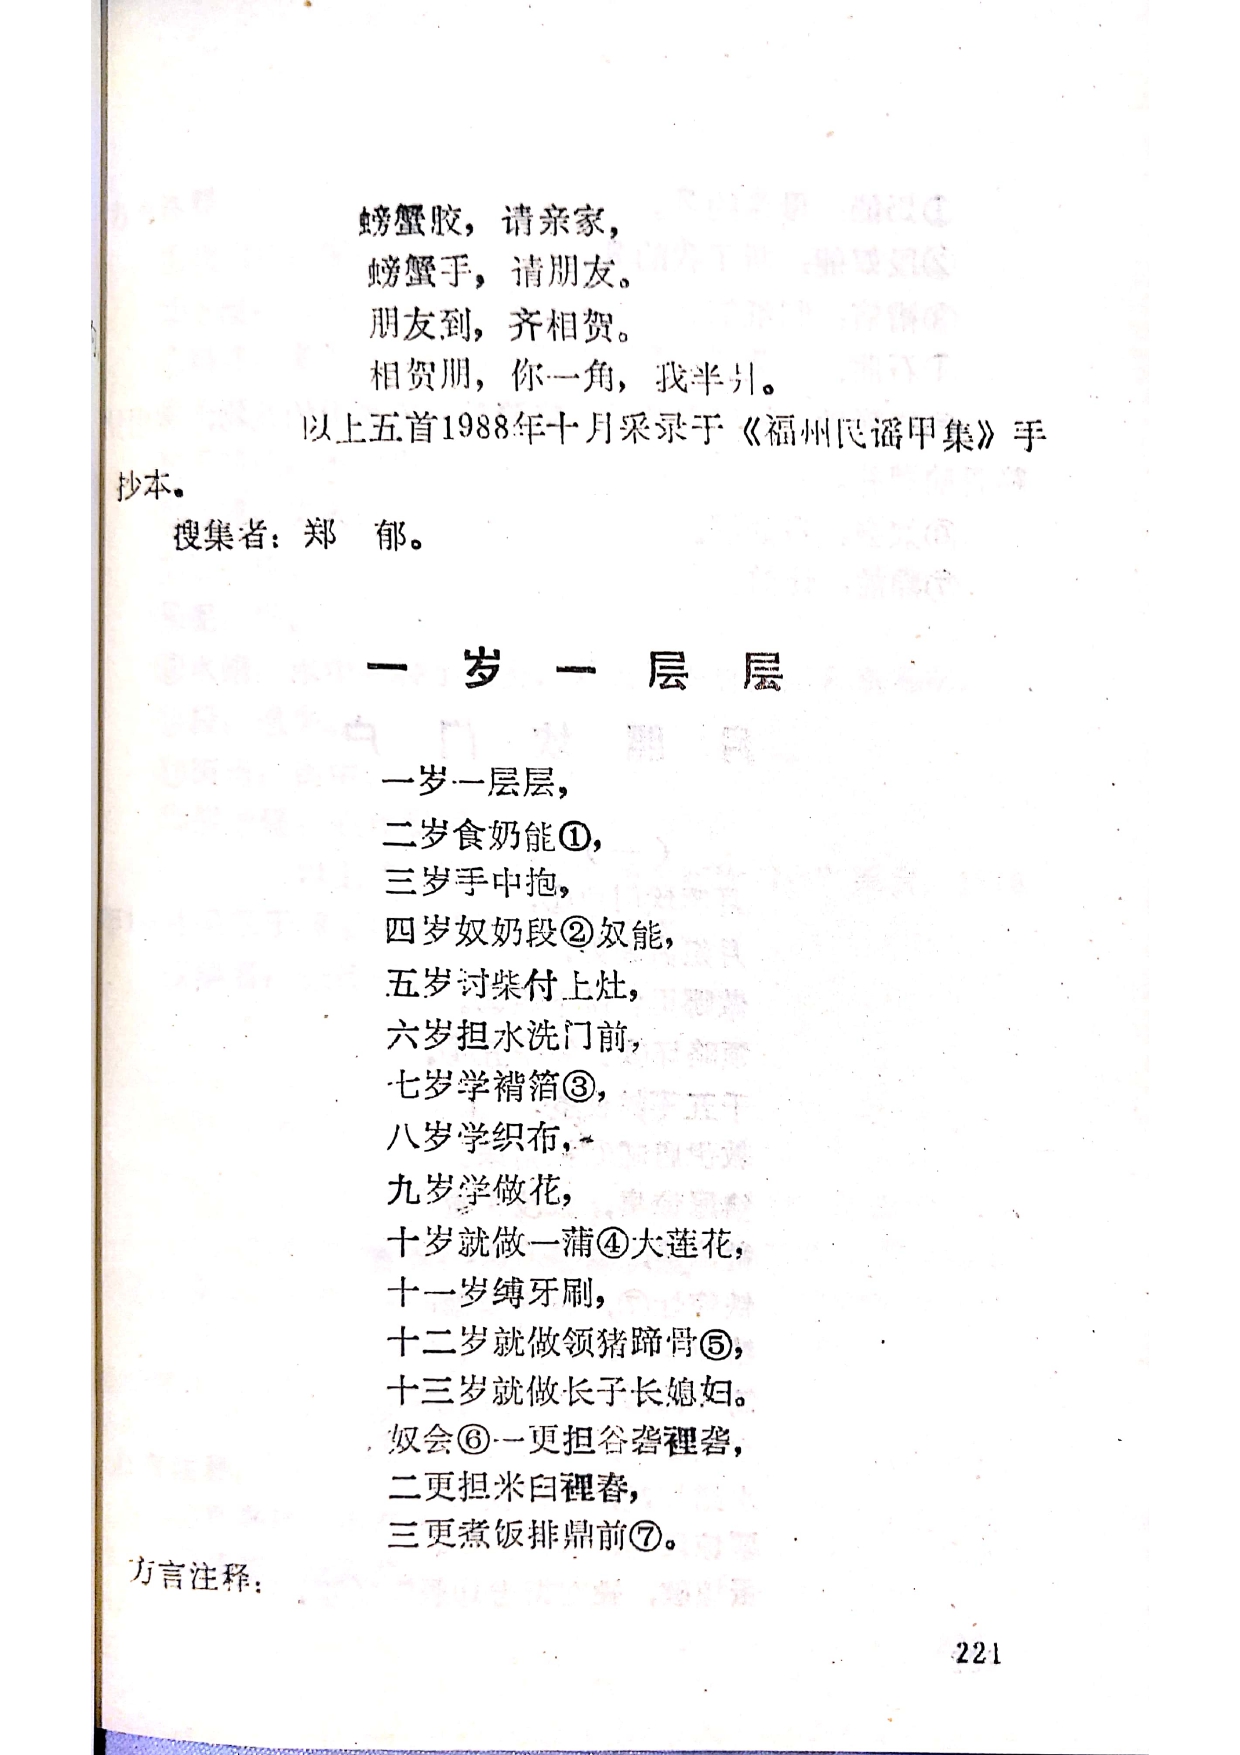 螃蟹胶，请亲家，
螃蟹手，请朋友。
朋友到，齐相贺。
相贺朋，你一角，我半爿。
以上五首1988年十月采录于《福州民谣甲集》手
抄本。
搜集者：郑　郁。
一岁一层层
一岁一层层，
二岁食奶能①，
三岁手中抱，
四岁奴奶段②奴能，
五岁讨柴付上灶，
六岁担水洗门前，
七岁学褙箔③，
八岁学织布，
九岁学做花，
十岁就做一蒲④大莲花，
十一岁缚牙刷，
十二岁就做领猪蹄骨⑤，
十三岁就做长子长媳妇。
奴会⑥一更担谷砻裡砻，
二更担米臼裡舂，
三更煮饭排鼎前⑦。
方言注释：
221